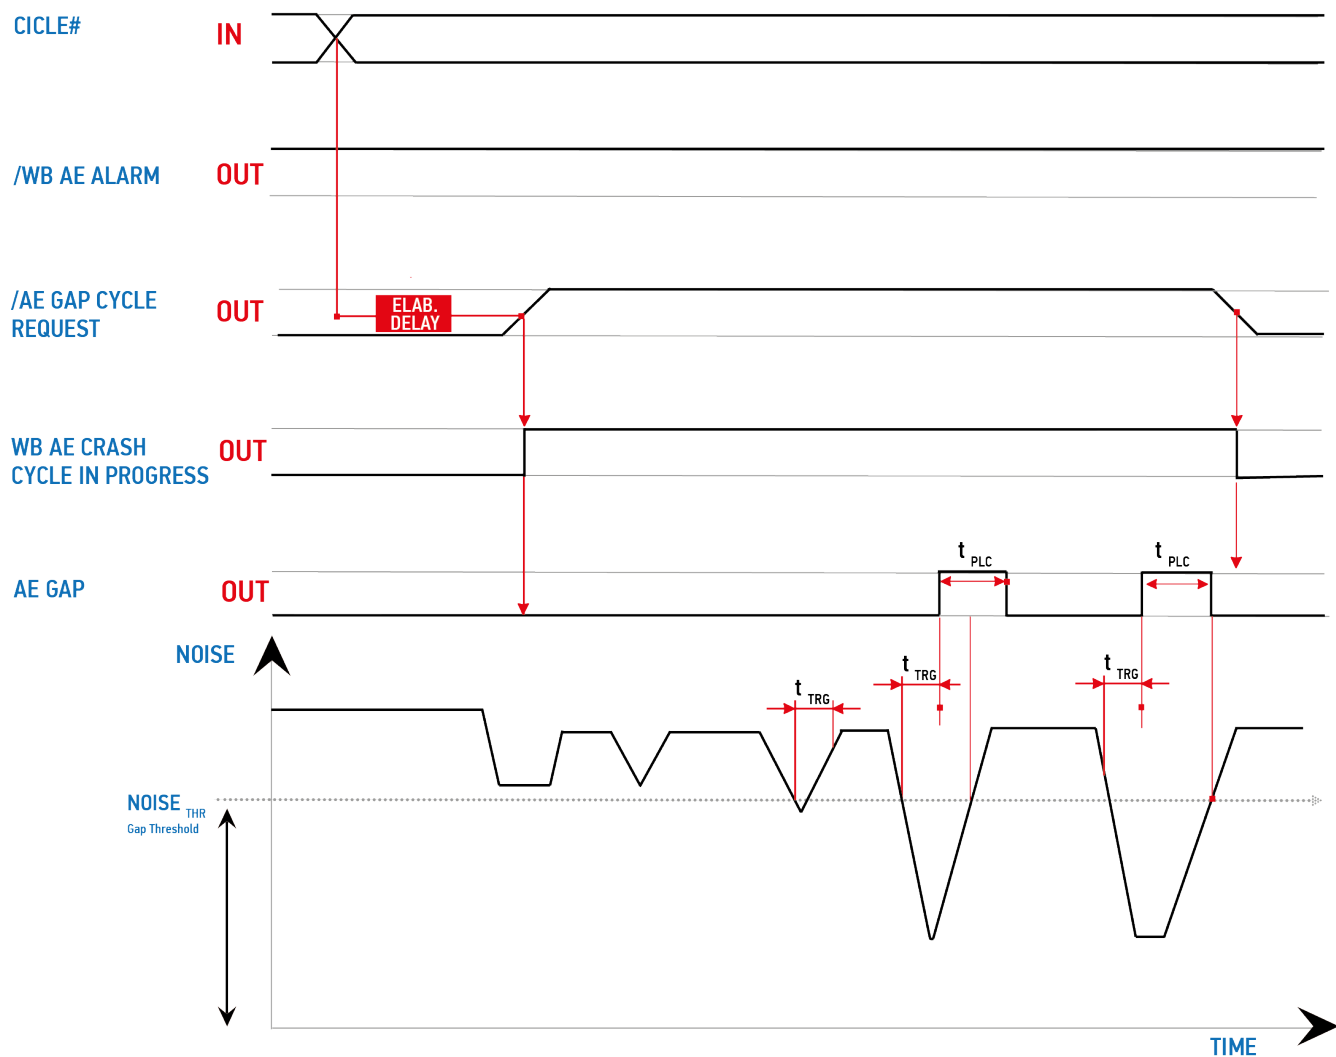 CICLE#
IN
/WB AE ALARM
OUT
/AE GAP CYCLE
REQUEST
OUT
ELAB.
DELAY
WB AE CRASH
CYCLE IN PROGRESS
OUT
AE GAP
OUT
t PLC
t PLC
NOISE
t TRG
t TRG
t TRG
NOISE THR
Gap Threshold
TIME